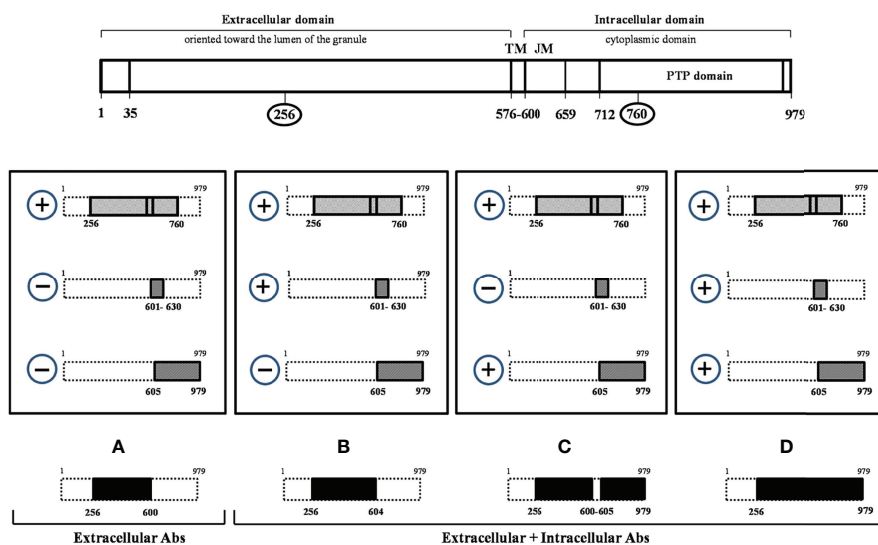 Extracellular domain Intracellular domain
oriented toward the lumen of the granule cytoplasmic domain
TM JM
PTP domain
1 35 256 576-600 659 712 760 979
1 979 1 979 1 979 1 979
+ + + +
256 760 256 760 256 760 256 760
1 979 1 979 1 979 1 979
− + − +
601- 630 601- 630 601- 630 601- 630
1 979 1 979 1 979 1 979
− − + +
605 979 605 979 605 979 605 979
A B C D
1 979 1 979 1 979 1 979
256 600 256 604 256 600-605 979 256 979
Extracellular Abs Extracellular + Intracellular Abs